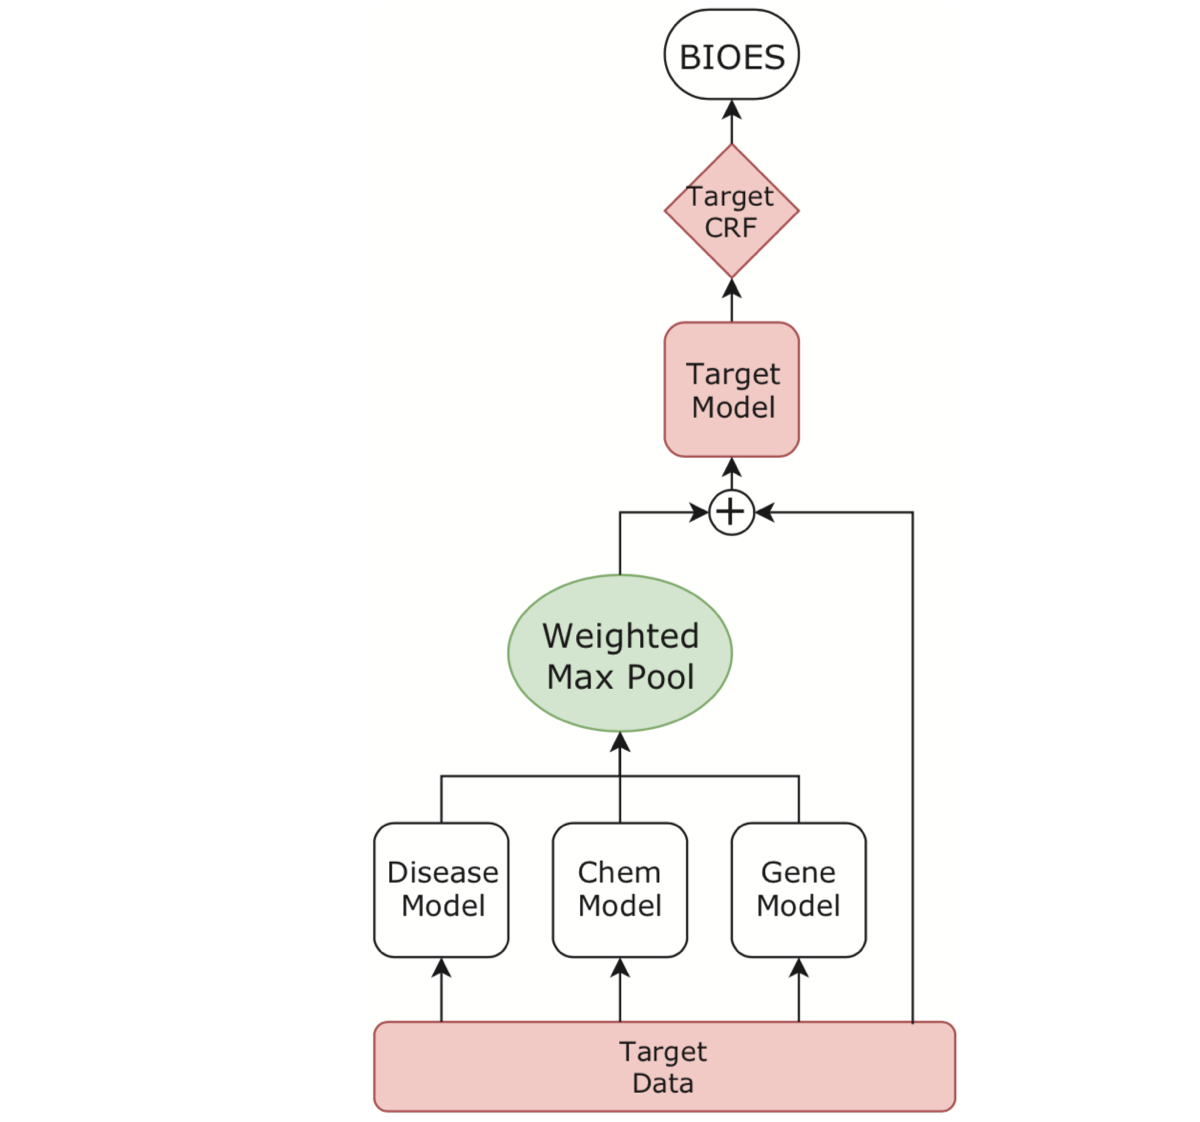 BIOES
Target
CRF
Target
Model
+
Weighted
Max Pool
Disease
Model
Chem
Model
Gene
Model
Target
Data